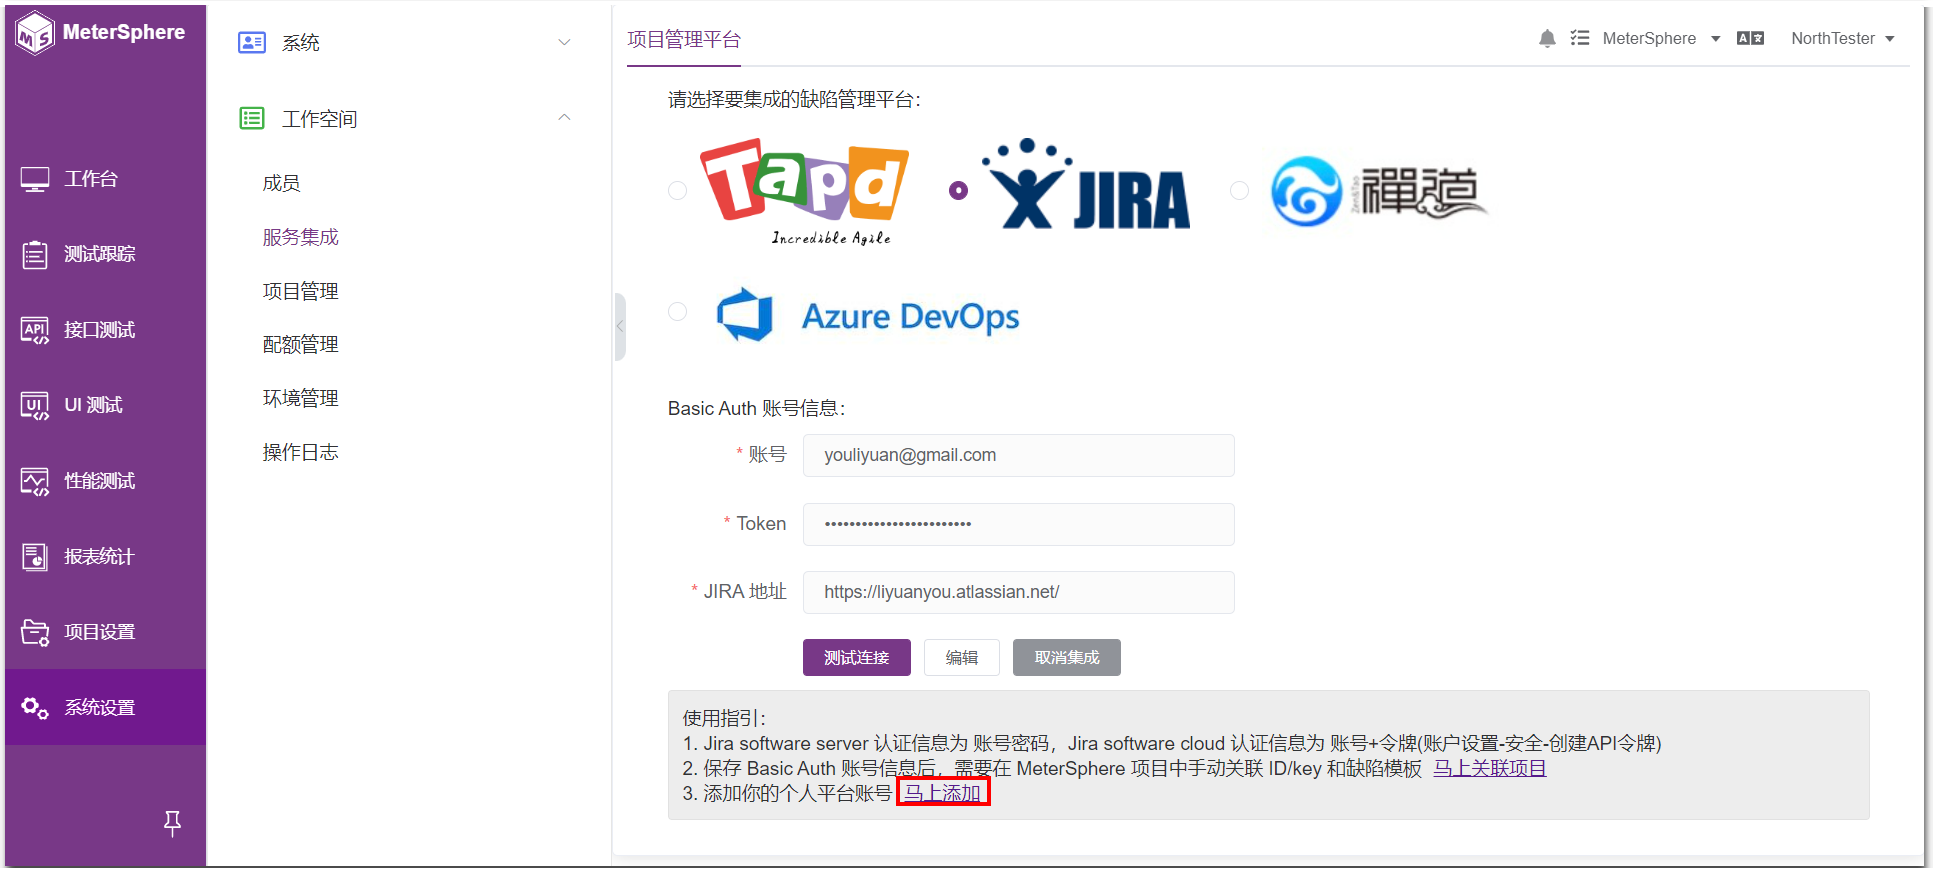 MeterSphere
工作台
测试跟踪
API 接口测试
UI UI 测试
性能测试
报表统计
项目设置
系统设置
系统
工作空间
成员
服务集成
项目管理
配额管理
环境管理
操作日志
项目管理平台
MeterSphere
NorthTester
请选择要集成的缺陷管理平台：
Tapd
Incredible Agile
JIRA
Zen&Tao
禪道
Azure DevOps
Basic Auth 账号信息：
* 账号 youliyuan@gmail.com
* Token ••••••••••••••••••••••••
* JIRA 地址 https://liyuanyou.atlassian.net/
测试连接 编辑 取消集成
使用指引：
1. Jira software server 认证信息为 账号密码，Jira software cloud 认证信息为 账号+令牌(账户设置-安全-创建API令牌)
2. 保存 Basic Auth 账号信息后，需要在 MeterSphere 项目中手动关联 ID/key 和缺陷模板 马上关联项目
3. 添加你的个人平台账号 马上添加